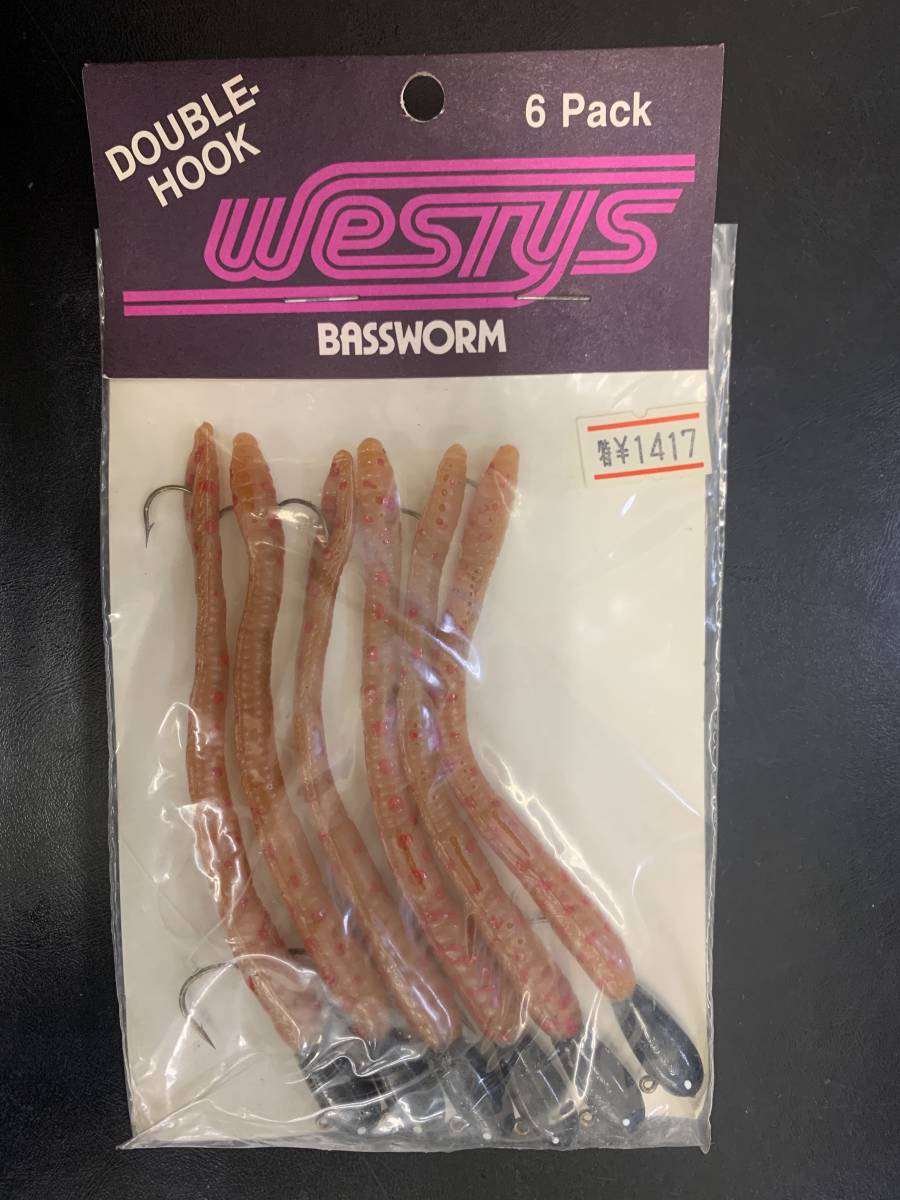 DOUBLE-
HOOK
6 Pack
Westys
BASSWORM
¥1417